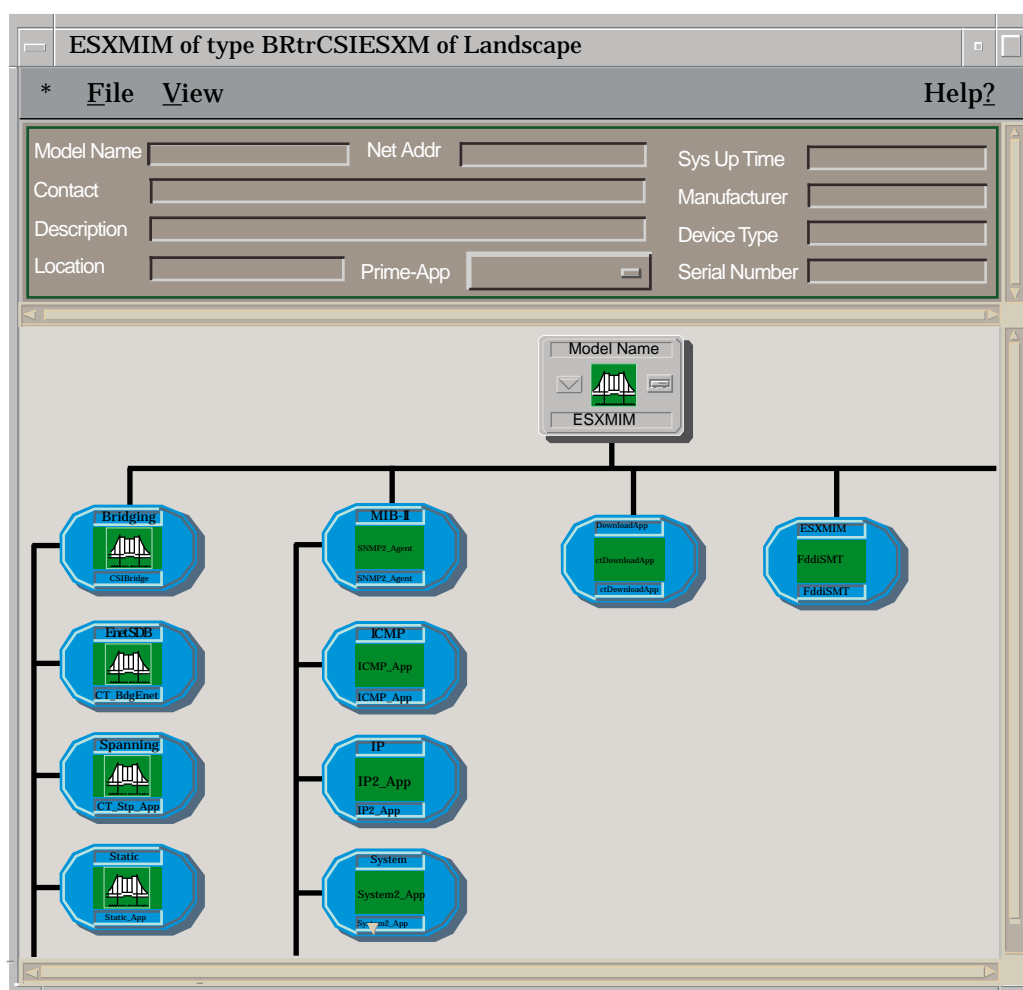 ESXMIM of type BRtrCSIESXM of Landscape
* File View Help?
Model Name Net Addr Sys Up Time
Contact Manufacturer
Description Device Type
Location Prime-App Serial Number
Model Name
ESXMIM
Bridging
CSIBridge
MIB-II
SNMP2_Agent
SNMP2_Agent
DownloadApp
ctDownloadApp
ctDownloadApp
ESXMIM
FddiSMT
FddiSMT
EnetSDB
CT_BdgEnet
ICMP
ICMP_App
ICMP_App
Spanning
CT_Stp_App
IP
IP2_App
IP2_App
Static
Static_App
System
System2_App
System2_App